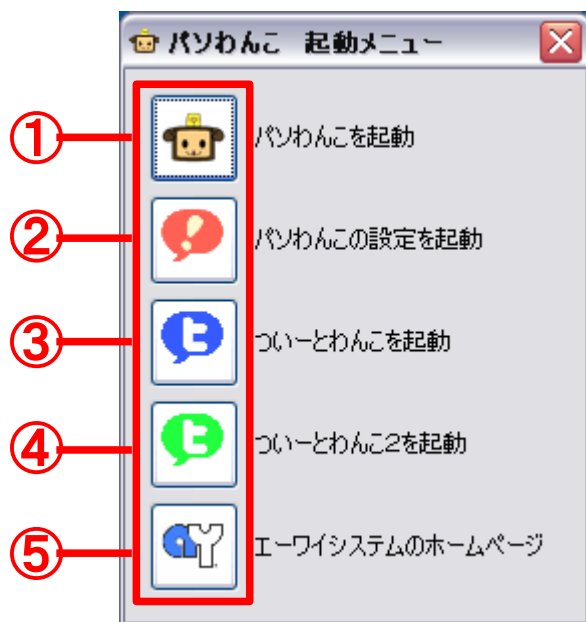 パソわんこ 起動メニュー
① パソわんこを起動
② パソわんこの設定を起動
③ ついーとわんこを起動
④ ついーとわんこ2を起動
⑤ エーワイシステムのホームページ